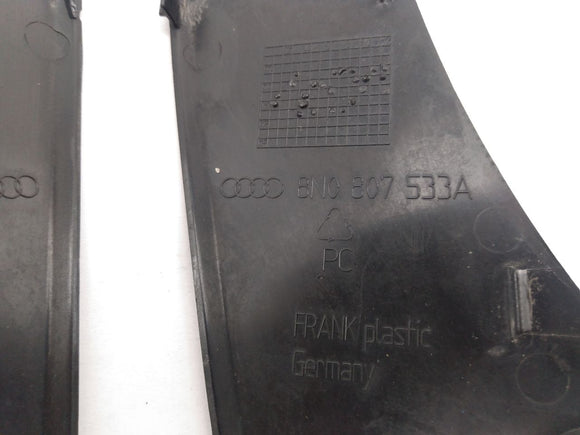 8N0 807 533A
PC
FRANK plastic
Germany